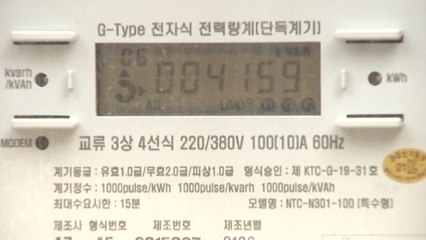 G-Type 전자식 전력량계(단독계기)
kvarh
/kVAh
004159
kWh
MODEM
교류 3상 4선식 220/380V 100(10)A 60Hz
계기등급 : 유효1.0급/무효2.0급/피상1.0급 형식승인 : 제 KTC-G-19-31호
계기정수 : 1000pulse/kWh 1000pulse/kvarh 1000pulse/kVAh
최대수요시한 : 15분 모델명 : NTC-N301-100 [특수형]
제조사 형식번호 제조번호 제조년월